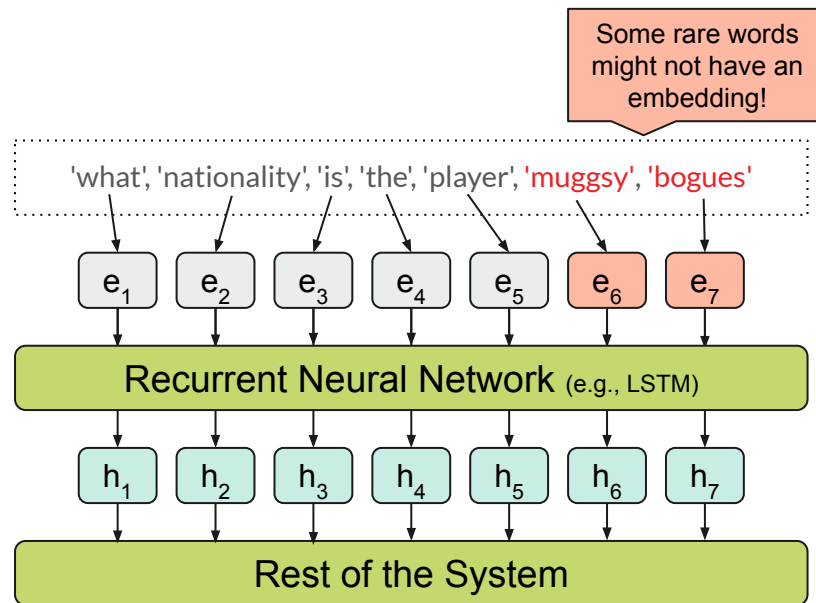 Some rare words
might not have an
embedding!
'what', 'nationality', 'is', 'the', 'player', 'muggsy', 'bogues'
e1 e2 e3 e4 e5 e6 e7
Recurrent Neural Network (e.g., LSTM)
h1 h2 h3 h4 h5 h6 h7
Rest of the System